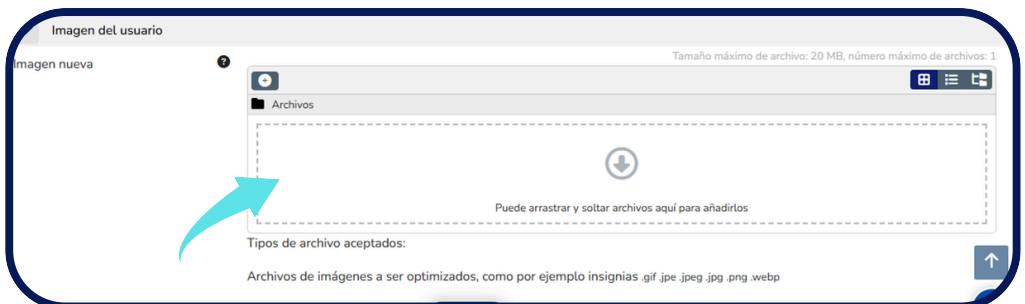 Imagen del usuario
Imagen nueva
Tamaño máximo de archivo: 20 MB, número máximo de archivos: 1
Archivos
Puede arrastrar y soltar archivos aquí para añadirlos
Tipos de archivo aceptados:
Archivos de imágenes a ser optimizados, como por ejemplo insignias .gif .jpe .jpeg .jpg .png .webp